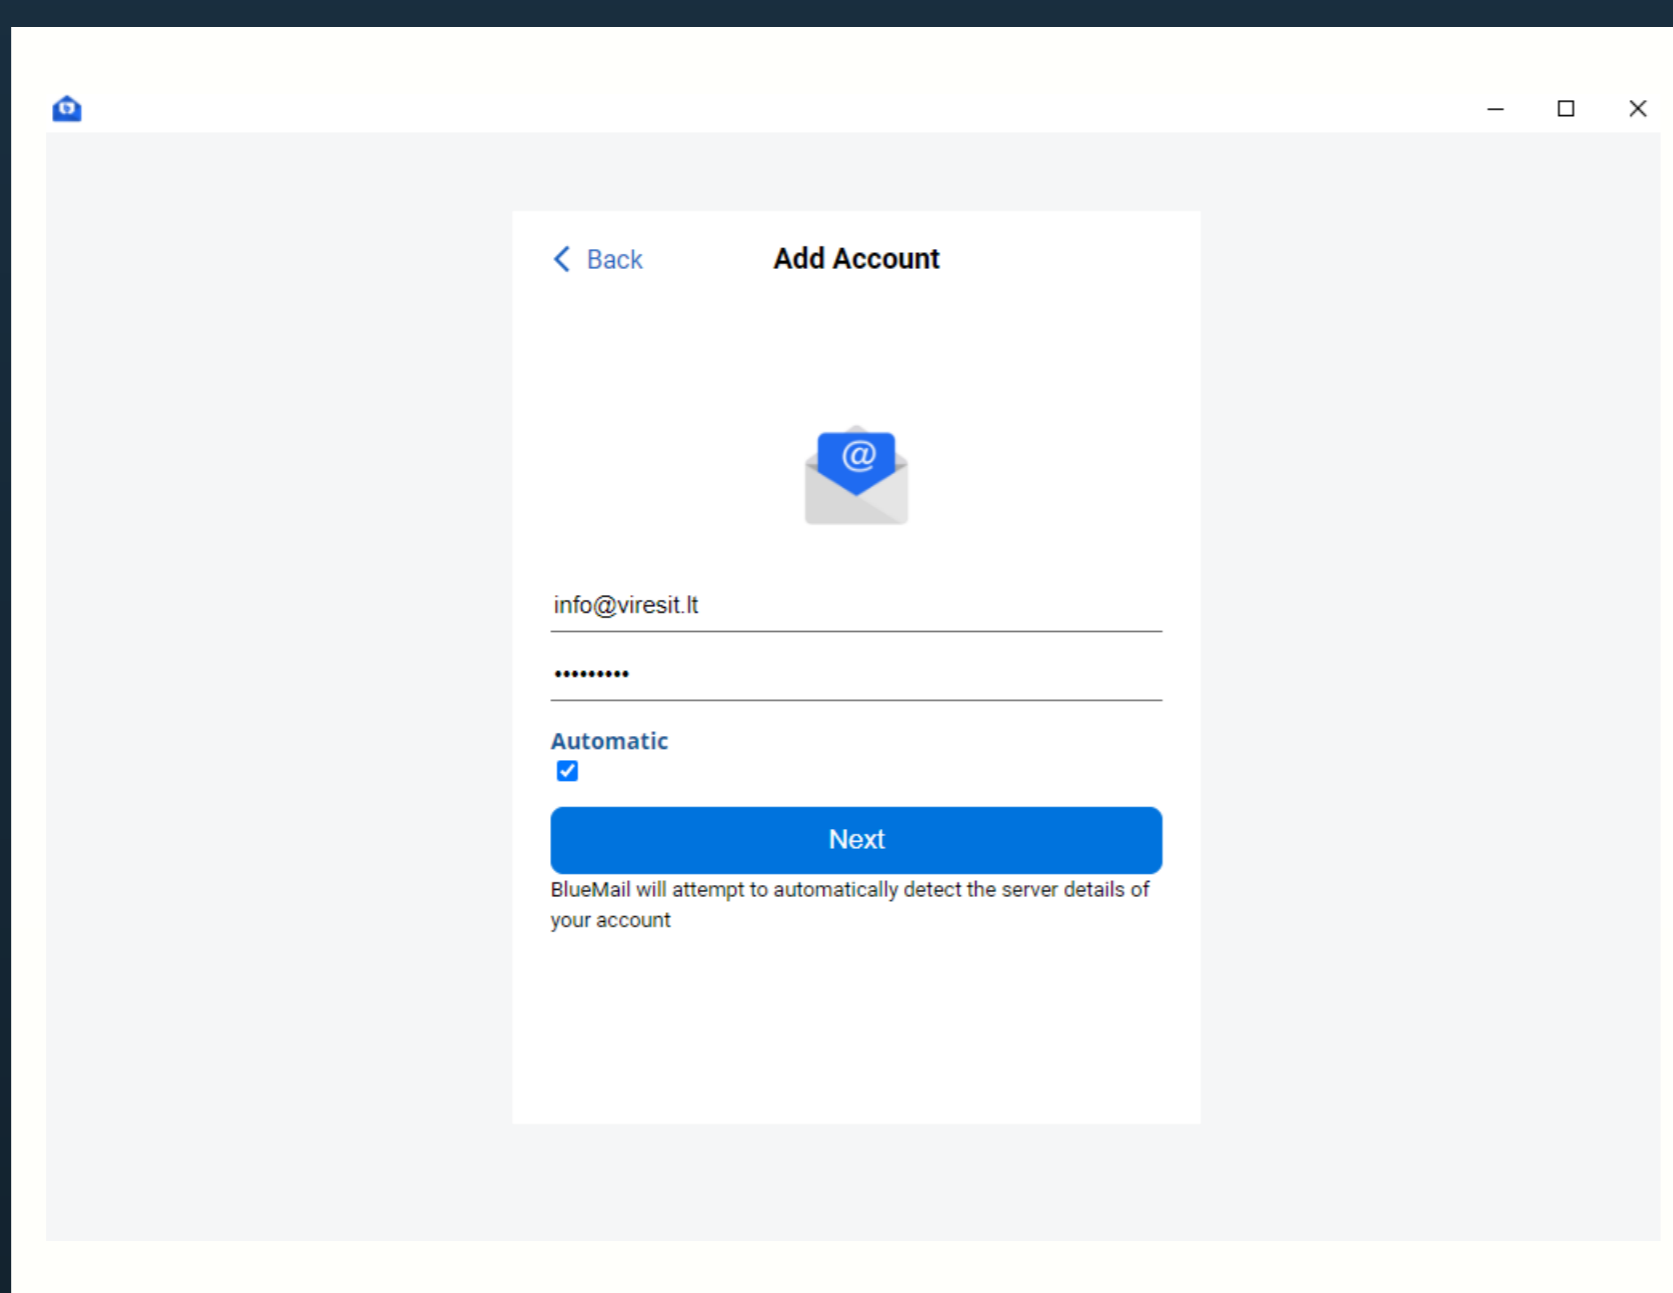 Back
Add Account
@
info@viresit.lt
•••••••••
Automatic
Next
BlueMail will attempt to automatically detect the server details of
your account